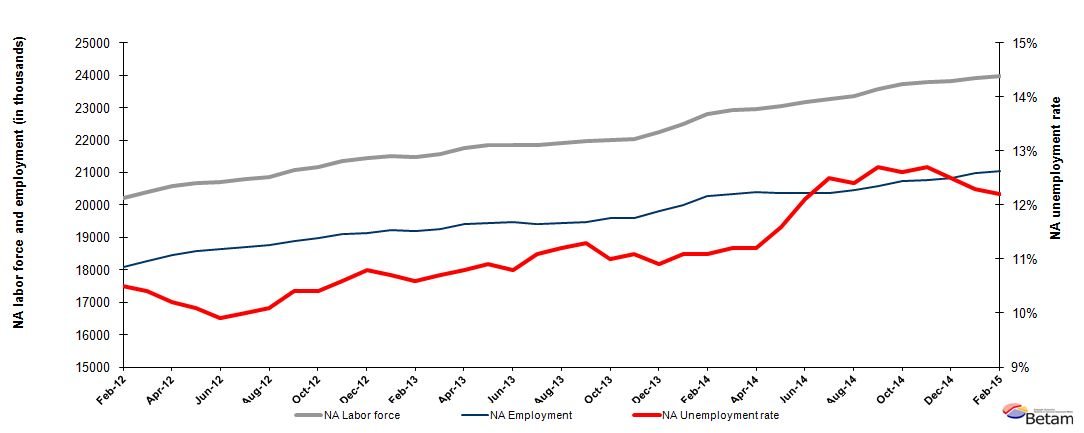 NA labor force and employment (in thousands)
25000
24000
23000
22000
21000
20000
19000
18000
17000
16000
15000
15%
14%
13%
12%
11%
10%
9%
NA unemployment rate
Feb-12
Apr-12
Jun-12
Aug-12
Oct-12
Dec-12
Feb-13
Apr-13
Jun-13
Aug-13
Oct-13
Dec-13
Feb-14
Apr-14
Jun-14
Aug-14
Oct-14
Dec-14
Feb-15
NA Labor force
NA Employment
NA Unemployment rate
Betam